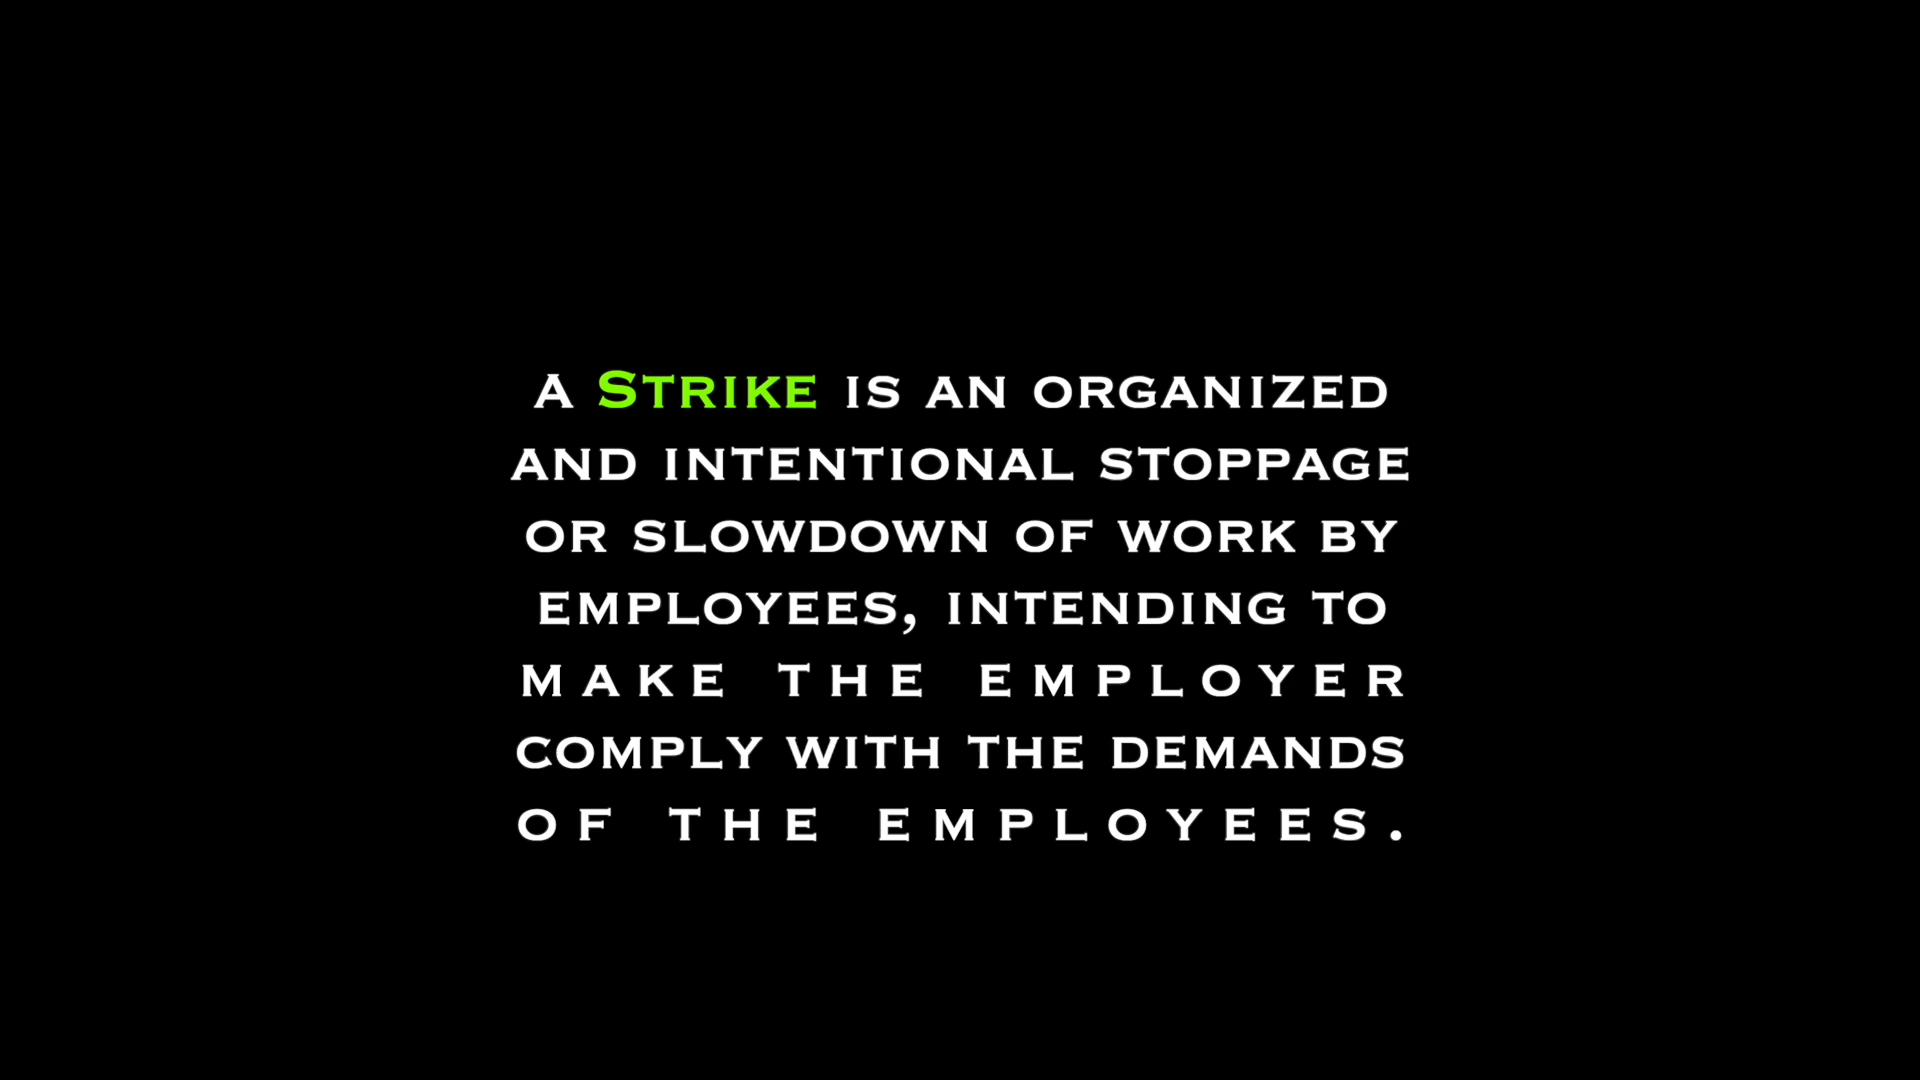 A STRIKE IS AN ORGANIZED
AND INTENTIONAL STOPPAGE
OR SLOWDOWN OF WORK BY
EMPLOYEES, INTENDING TO
MAKE THE EMPLOYER
COMPLY WITH THE DEMANDS
OF THE EMPLOYEES.